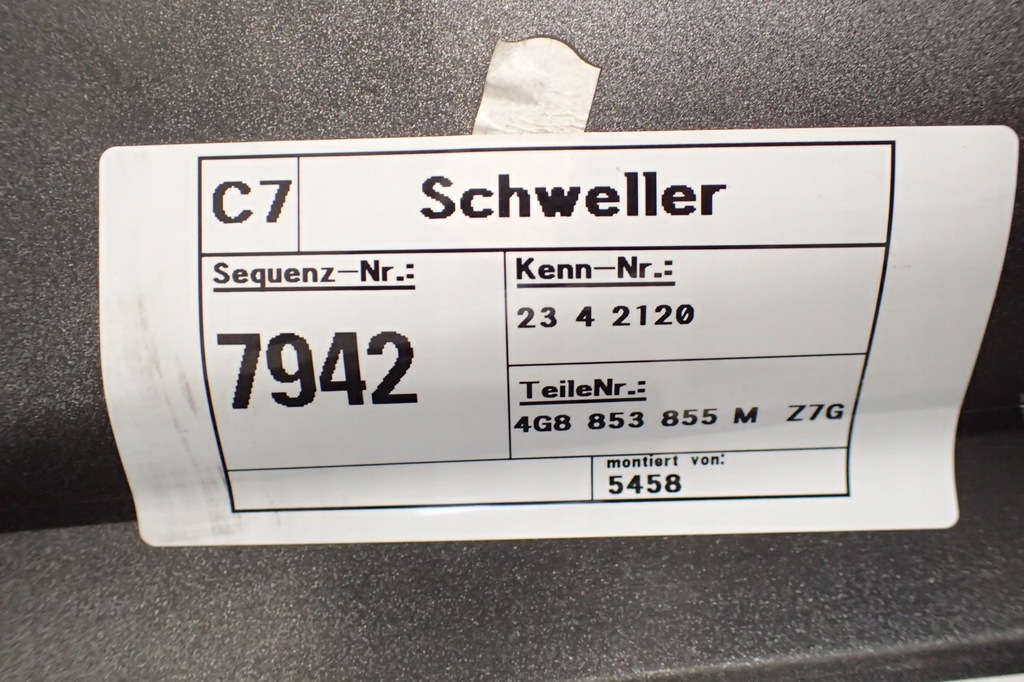 C7 Schweller
Sequenz-Nr.:
7942
Kenn-Nr.:
23 4 2120
TeileNr.:
4G8 853 855 M Z7G
montiert von:
5458